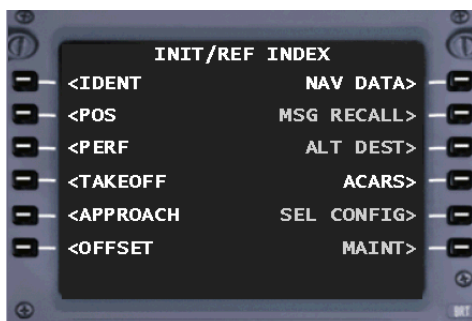 INIT/REF INDEX
<IDENT NAV DATA>
<POS MSG RECALL>
<PERF ALT DEST>
<TAKEOFF ACARS>
<APPROACH SEL CONFIG>
<OFFSET MAINT>
BRT